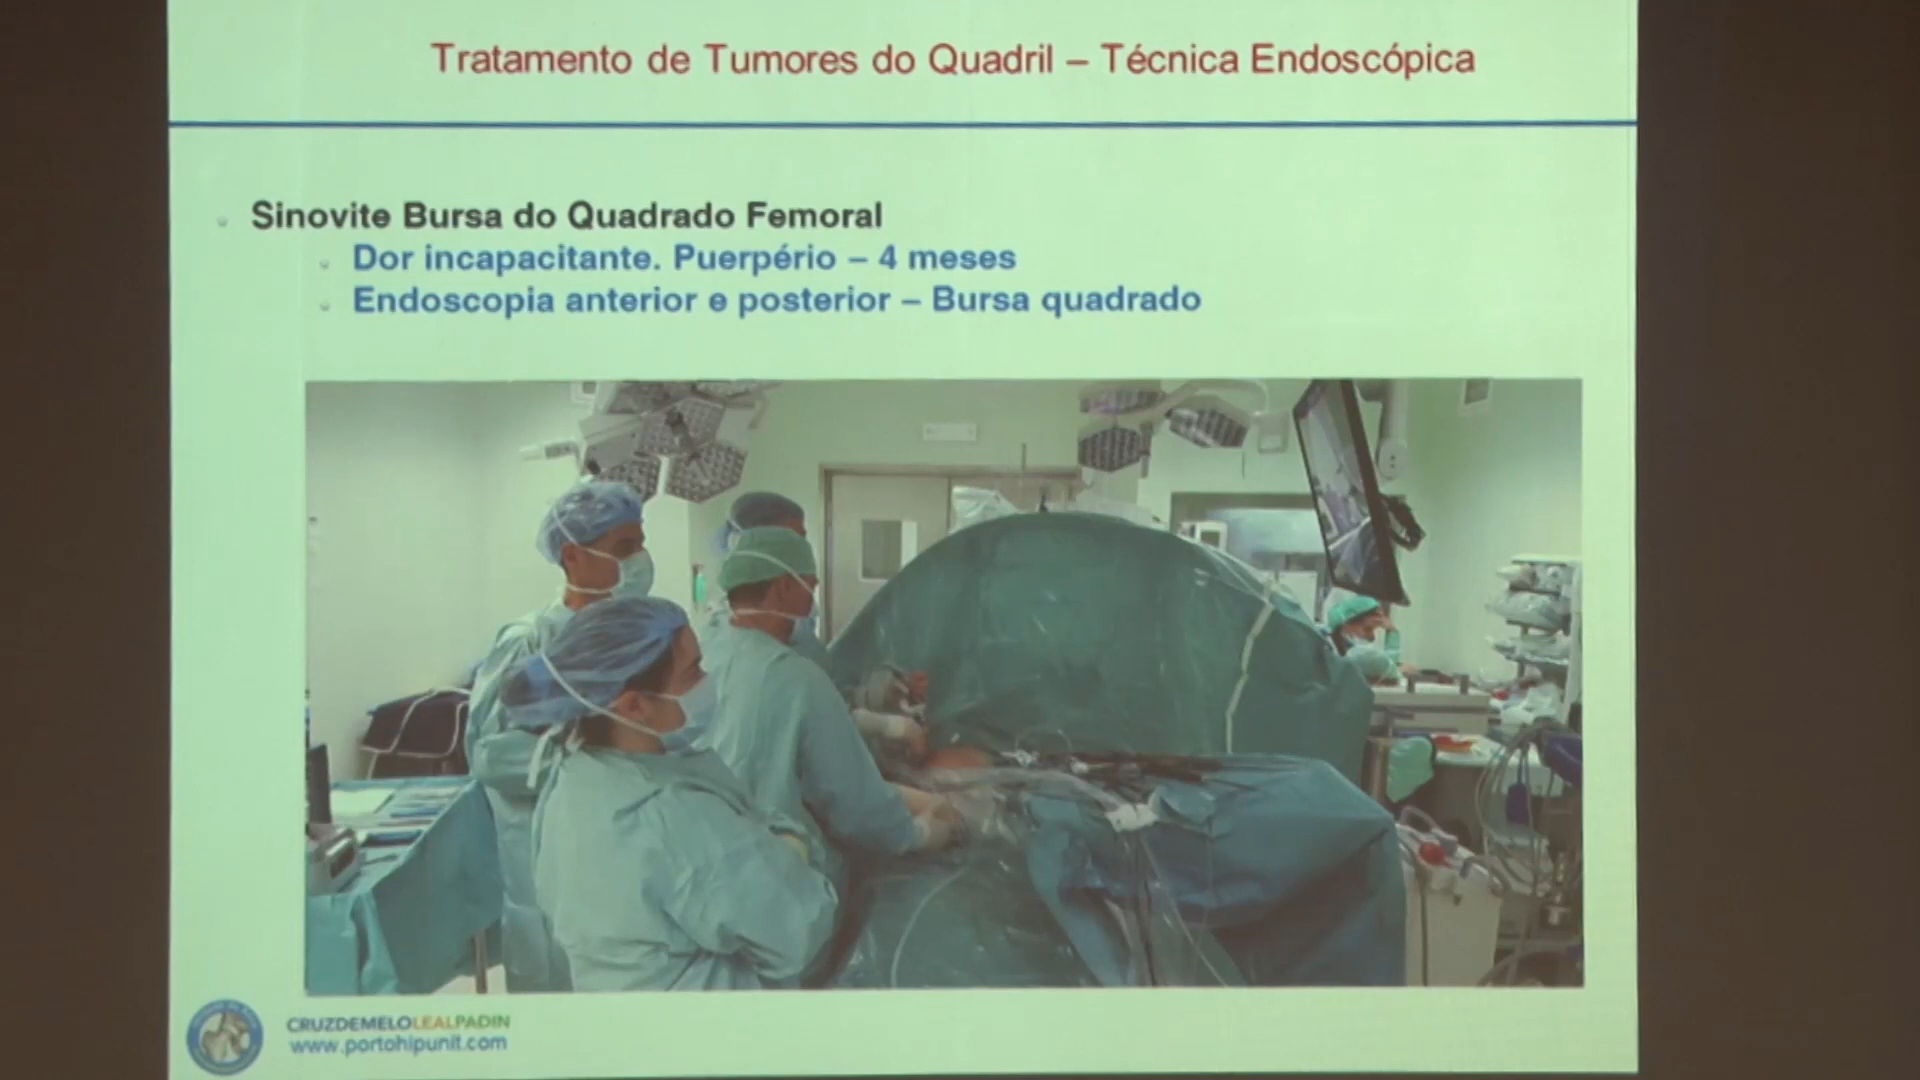 Tratamento de Tumores do Quadril – Técnica Endoscópica
Sinovite Bursa do Quadrado Femoral
Dor incapacitante. Puerpério – 4 meses
Endoscopia anterior e posterior – Bursa quadrado
CRUZDEMELOLEALPADIN
www.portohipunit.com